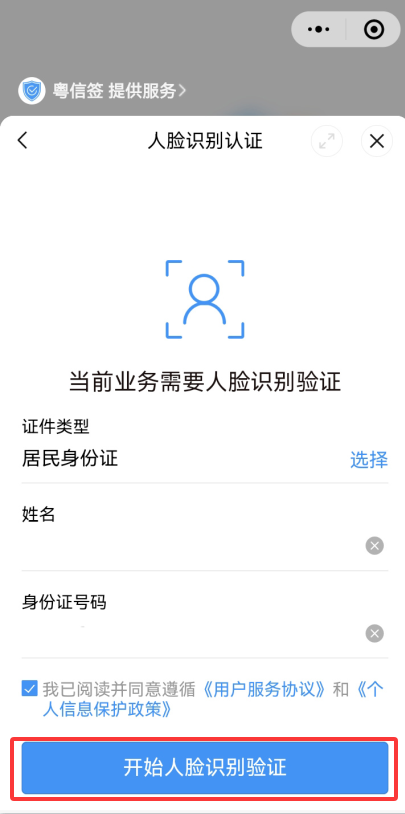 粤信签 提供服务>
人脸识别认证
当前业务需要人脸识别验证
证件类型
居民身份证
选择
姓名
身份证号码
我已阅读并同意遵循《用户服务协议》和《个
人信息保护政策》
开始人脸识别验证